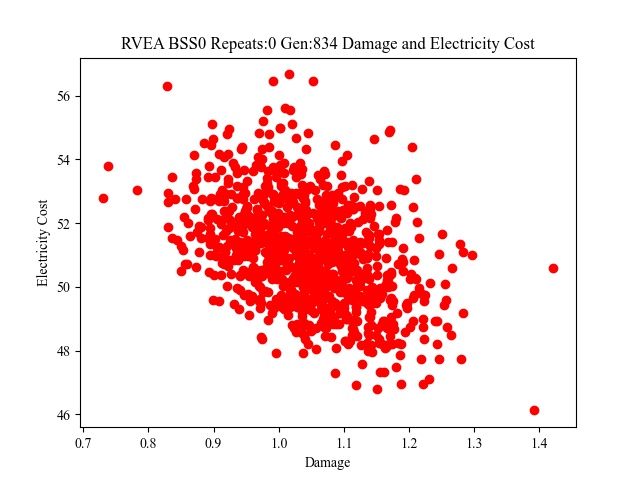 RVEA BSS0 Repeats:0 Gen:834 Damage and Electricity Cost
56
54
52
50
48
46
Electricity Cost
0.7 0.8 0.9 1.0 1.1 1.2 1.3 1.4
Damage